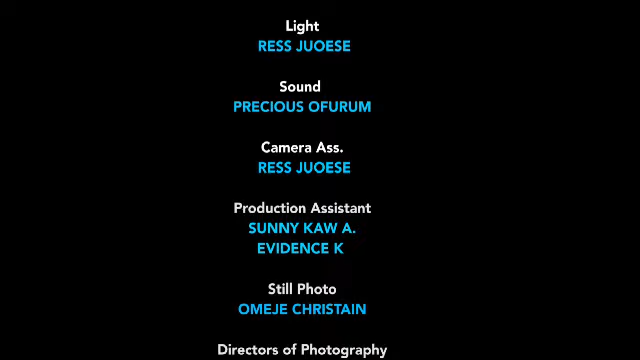 Light
RESS JUOESE
Sound
PRECIOUS OFURUM
Camera Ass.
RESS JUOESE
Production Assistant
SUNNY KAW A.
EVIDENCE K
Still Photo
OMEJE CHRISTAIN
Directors of Photography